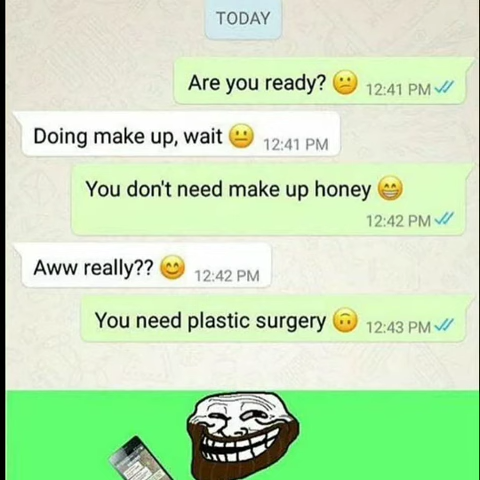 TODAY
Are you ready? 😕 12:41 PM
Doing make up, wait 😐 12:41 PM
You don't need make up honey 😁
12:42 PM
Aww really?? 😊 12:42 PM
You need plastic surgery 🙃 12:43 PM